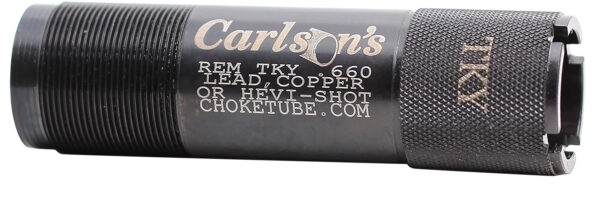 Carlson's
REM TKY .660
LEAD, COPPER
OR HEVI-SHOT
CHOKETUBE.COM
TKY